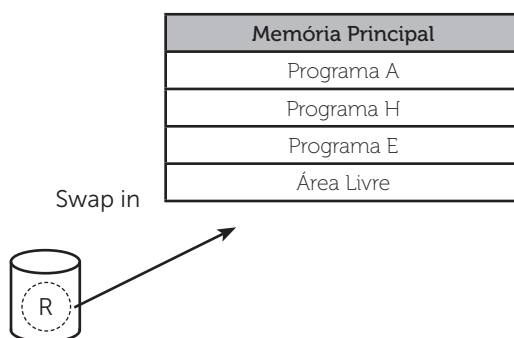 Memória Principal
Programa A
Programa H
Programa E
Área Livre
Swap in
R